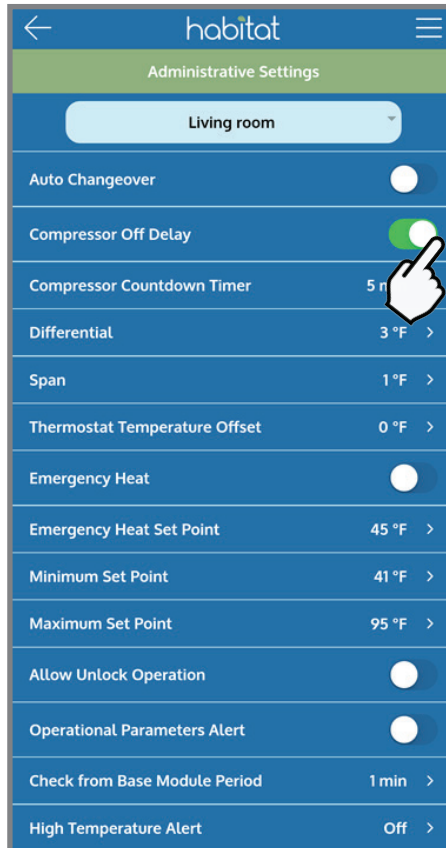 habitat
Administrative Settings
Living room
Auto Changeover
Compressor Off Delay
Compressor Countdown Timer 5
Differential 3 °F >
Span 1 °F >
Thermostat Temperature Offset 0 °F >
Emergency Heat
Emergency Heat Set Point 45 °F >
Minimum Set Point 41 °F >
Maximum Set Point 95 °F >
Allow Unlock Operation
Operational Parameters Alert
Check from Base Module Period 1 min >
High Temperature Alert Off >